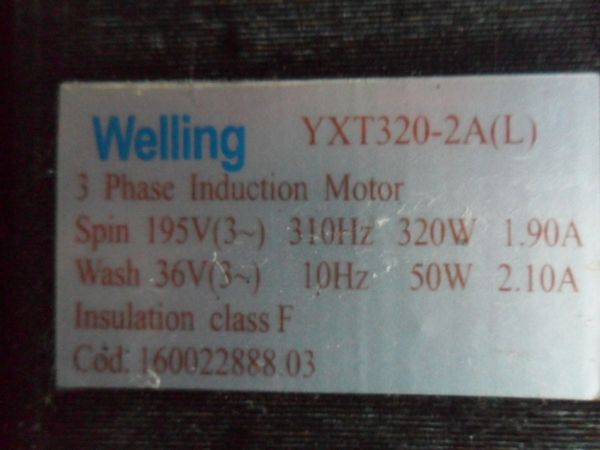 Welling YXT320-2A(L)
3 Phase Induction Motor
Spin 195V(3~) 310Hz 320W 1.90A
Wash 36V(3~) 10Hz 50W 2.10A
Insulation class F
Cod: 160022888.03